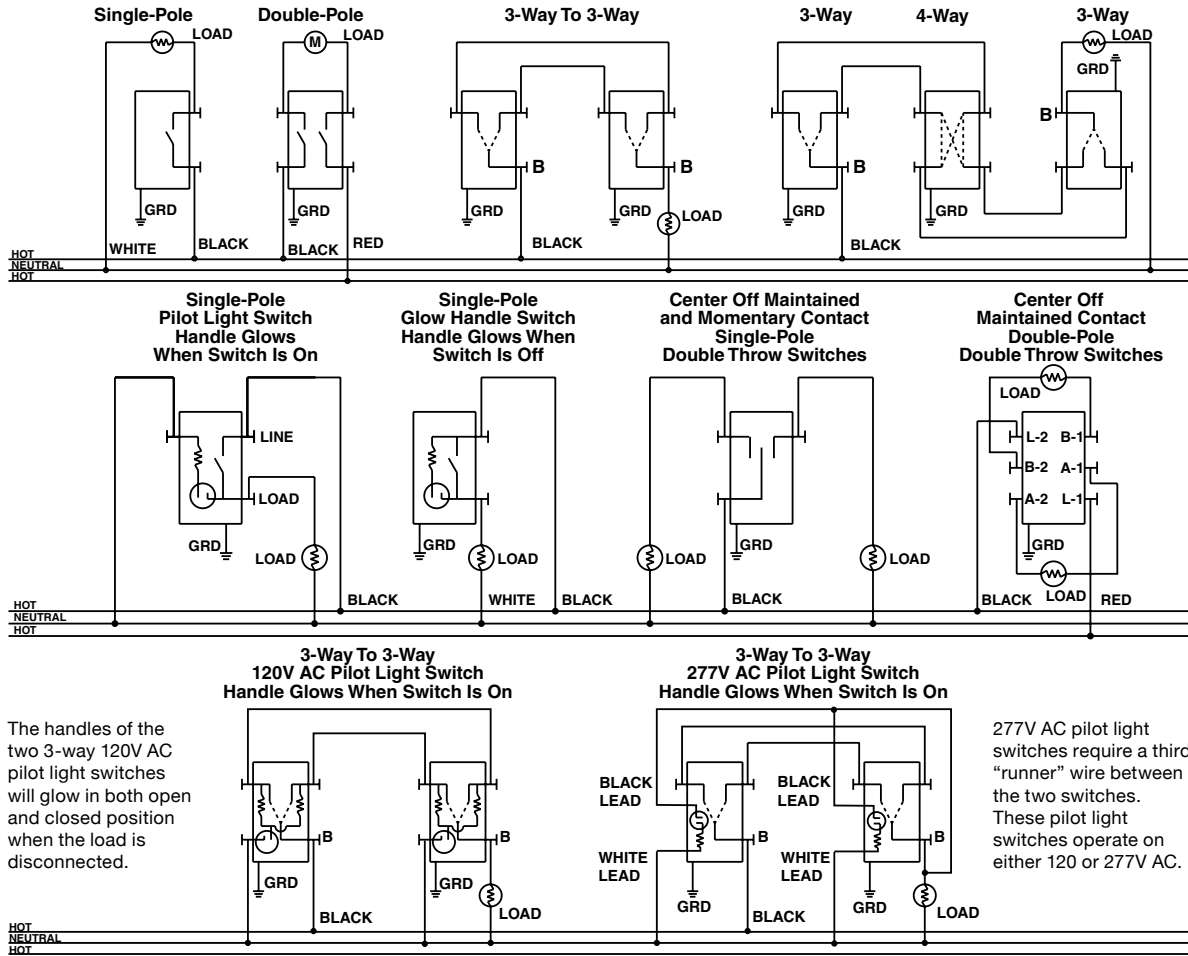 Single-Pole
Double-Pole
3-Way To 3-Way
3-Way
4-Way
3-Way
LOAD
M
LOAD
LOAD
GRD
B
B
B
B
GRD
GRD
GRD
GRD
GRD
GRD
LOAD
WHITE
BLACK
BLACK
RED
BLACK
BLACK
HOT
NEUTRAL
HOT
Single-Pole
Pilot Light Switch
Handle Glows
When Switch Is On
Single-Pole
Glow Handle Switch
Handle Glows When
Switch Is Off
Center Off Maintained
and Momentary Contact
Single-Pole
Double Throw Switches
Center Off
Maintained Contact
Double-Pole
Double Throw Switches
LOAD
LINE
LOAD
L-2 B-1
B-2 A-1
A-2 L-1
GRD
LOAD
GRD
LOAD
LOAD
GRD
LOAD
GRD
LOAD
BLACK
WHITE
BLACK
BLACK
BLACK
RED
HOT
NEUTRAL
HOT
3-Way To 3-Way
120V AC Pilot Light Switch
Handle Glows When Switch Is On
3-Way To 3-Way
277V AC Pilot Light Switch
Handle Glows When Switch Is On
The handles of the
two 3-way 120V AC
pilot light switches
will glow in both open
and closed position
when the load is
disconnected.
B
B
GRD
GRD
LOAD
BLACK
BLACK
LEAD
BLACK
LEAD
B
B
WHITE
LEAD
WHITE
LEAD
GRD
GRD
LOAD
BLACK
277V AC pilot light
switches require a third
“runner” wire between
the two switches.
These pilot light
switches operate on
either 120 or 277V AC.
HOT
NEUTRAL
HOT